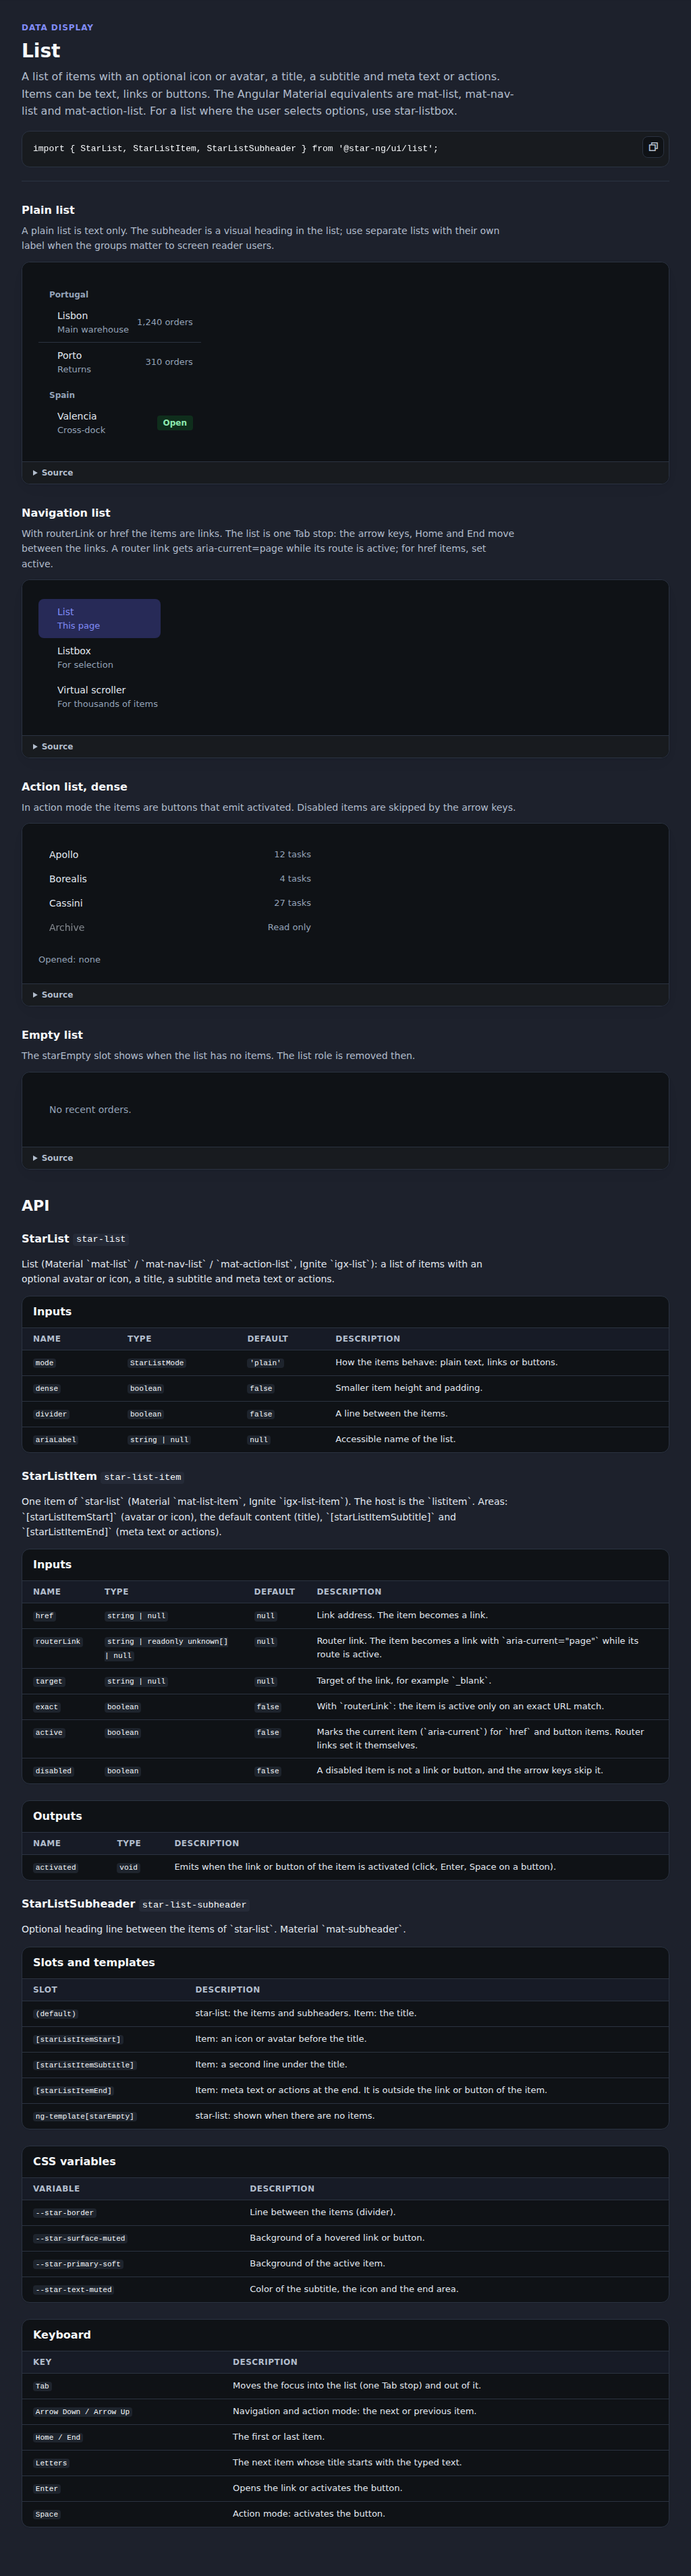 DATA DISPLAY
List
A list of items with an optional icon or avatar, a title, a subtitle and meta text or actions.
Items can be text, links or buttons. The Angular Material equivalents are mat-list, mat-nav-
list and mat-action-list. For a list where the user selects options, use star-listbox.
import { StarList, StarListItem, StarListSubheader } from '@star-ng/ui/list';
Plain list
A plain list is text only. The subheader is a visual heading in the list; use separate lists with their own
label when the groups matter to screen reader users.
Portugal
Lisbon
Main warehouse
1,240 orders
Porto
Returns
310 orders
Spain
Valencia
Cross-dock
Open
Source
Navigation list
With routerLink or href the items are links. The list is one Tab stop: the arrow keys, Home and End move
between the links. A router link gets aria-current=page while its route is active; for href items, set
active.
List
This page
Listbox
For selection
Virtual scroller
For thousands of items
Source
Action list, dense
In action mode the items are buttons that emit activated. Disabled items are skipped by the arrow keys.
Apollo 12 tasks
Borealis 4 tasks
Cassini 27 tasks
Archive Read only
Opened: none
Source
Empty list
The starEmpty slot shows when the list has no items. The list role is removed then.
No recent orders.
Source
API
StarList star-list
List (Material `mat-list` / `mat-nav-list` / `mat-action-list`, Ignite `igx-list`): a list of items with an
optional avatar or icon, a title, a subtitle and meta text or actions.
Inputs
NAME TYPE DEFAULT DESCRIPTION
mode StarListMode 'plain' How the items behave: plain text, links or buttons.
dense boolean false Smaller item height and padding.
divider boolean false A line between the items.
ariaLabel string | null null Accessible name of the list.
StarListItem star-list-item
One item of `star-list` (Material `mat-list-item`, Ignite `igx-list-item`). The host is the `listitem`. Areas:
`[starListItemStart]` (avatar or icon), the default content (title), `[starListItemSubtitle]` and
`[starListItemEnd]` (meta text or actions).
Inputs
NAME TYPE DEFAULT DESCRIPTION
href string | null null Link address. The item becomes a link.
routerLink string | readonly unknown[] | null null Router link. The item becomes a link with `aria-current="page"` while its
route is active.
target string | null null Target of the link, for example `_blank`.
exact boolean false With `routerLink`: the item is active only on an exact URL match.
active boolean false Marks the current item (`aria-current`) for `href` and button items. Router
links set it themselves.
disabled boolean false A disabled item is not a link or button, and the arrow keys skip it.
Outputs
NAME TYPE DESCRIPTION
activated void Emits when the link or button of the item is activated (click, Enter, Space on a button).
StarListSubheader star-list-subheader
Optional heading line between the items of `star-list`. Material `mat-subheader`.
Slots and templates
SLOT DESCRIPTION
(default) star-list: the items and subheaders. Item: the title.
[starListItemStart] Item: an icon or avatar before the title.
[starListItemSubtitle] Item: a second line under the title.
[starListItemEnd] Item: meta text or actions at the end. It is outside the link or button of the item.
ng-template[starEmpty] star-list: shown when there are no items.
CSS variables
VARIABLE DESCRIPTION
--star-border Line between the items (divider).
--star-surface-muted Background of a hovered link or button.
--star-primary-soft Background of the active item.
--star-text-muted Color of the subtitle, the icon and the end area.
Keyboard
KEY DESCRIPTION
Tab Moves the focus into the list (one Tab stop) and out of it.
Arrow Down / Arrow Up Navigation and action mode: the next or previous item.
Home / End The first or last item.
Letters The next item whose title starts with the typed text.
Enter Opens the link or activates the button.
Space Action mode: activates the button.